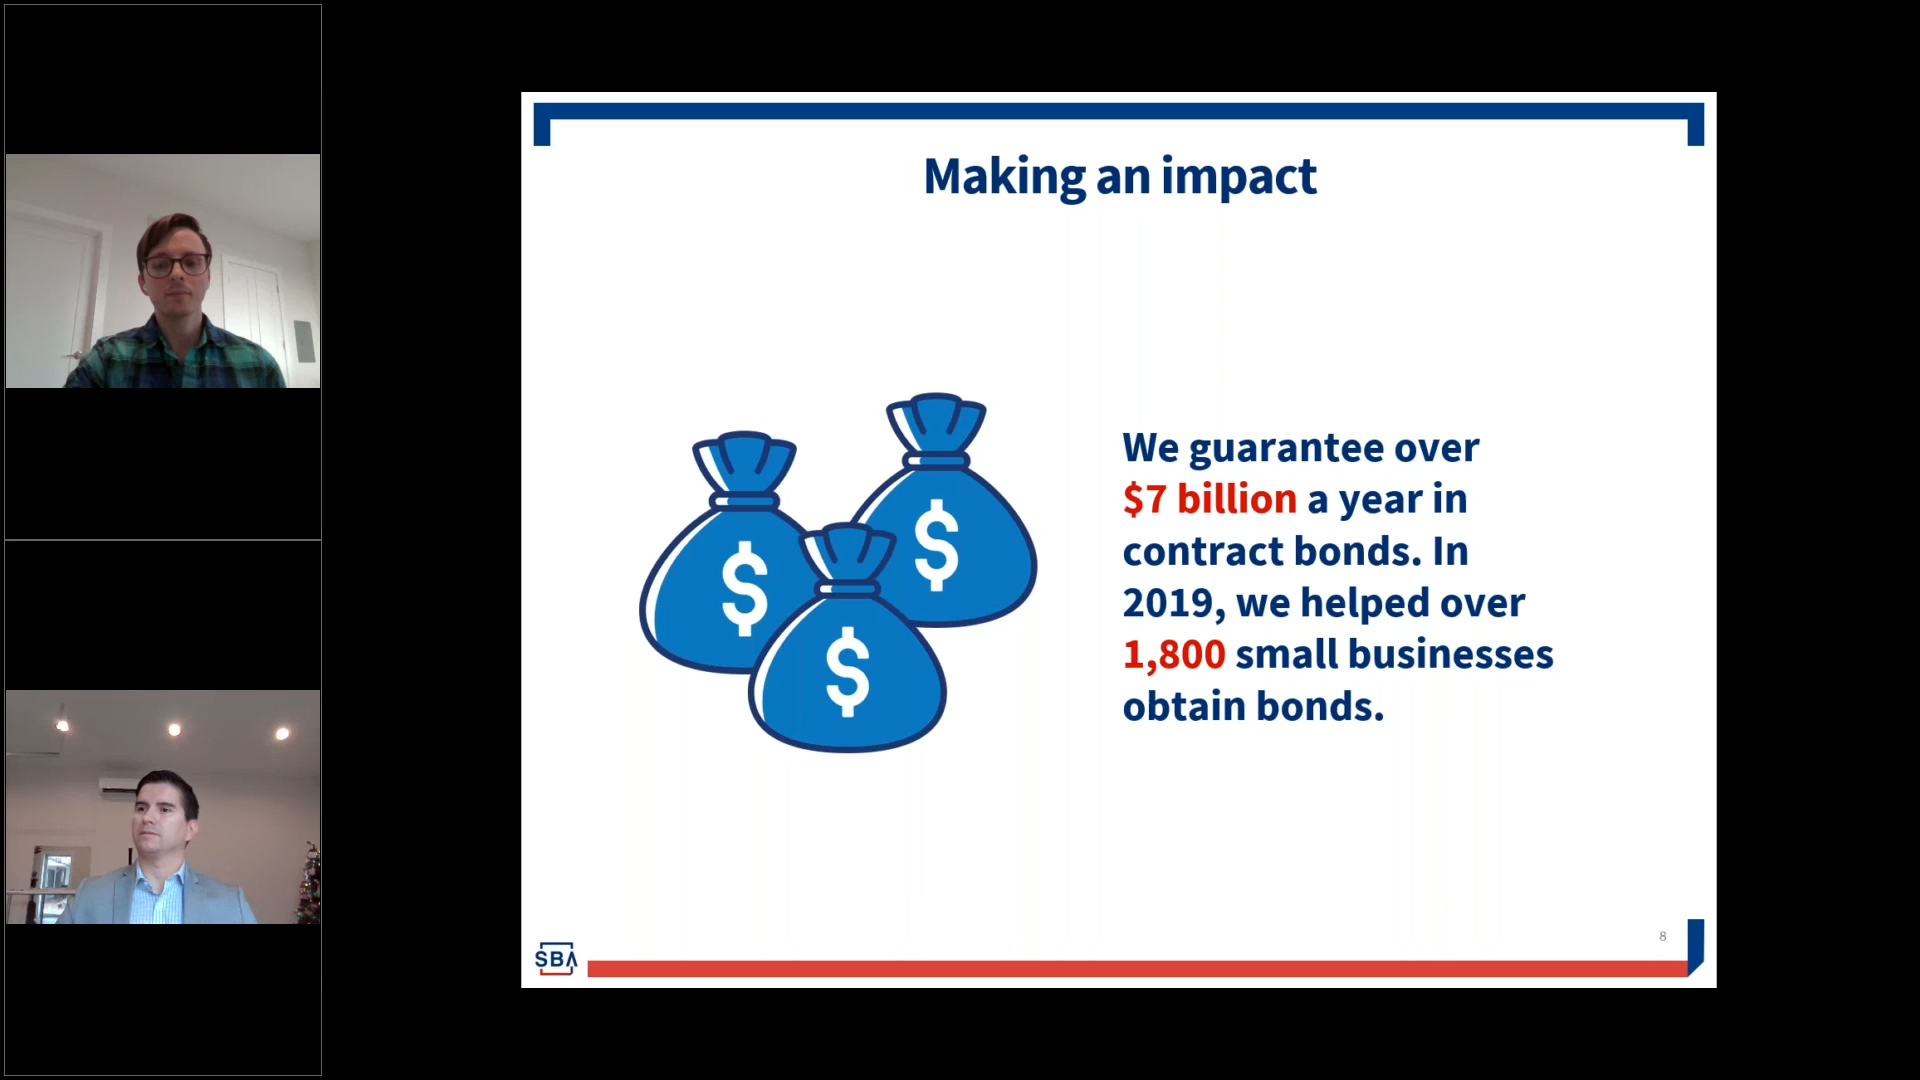 Making an impact
$
$
$
We guarantee over
$7 billion a year in
contract bonds. In
2019, we helped over
1,800 small businesses
obtain bonds.
8
SBA